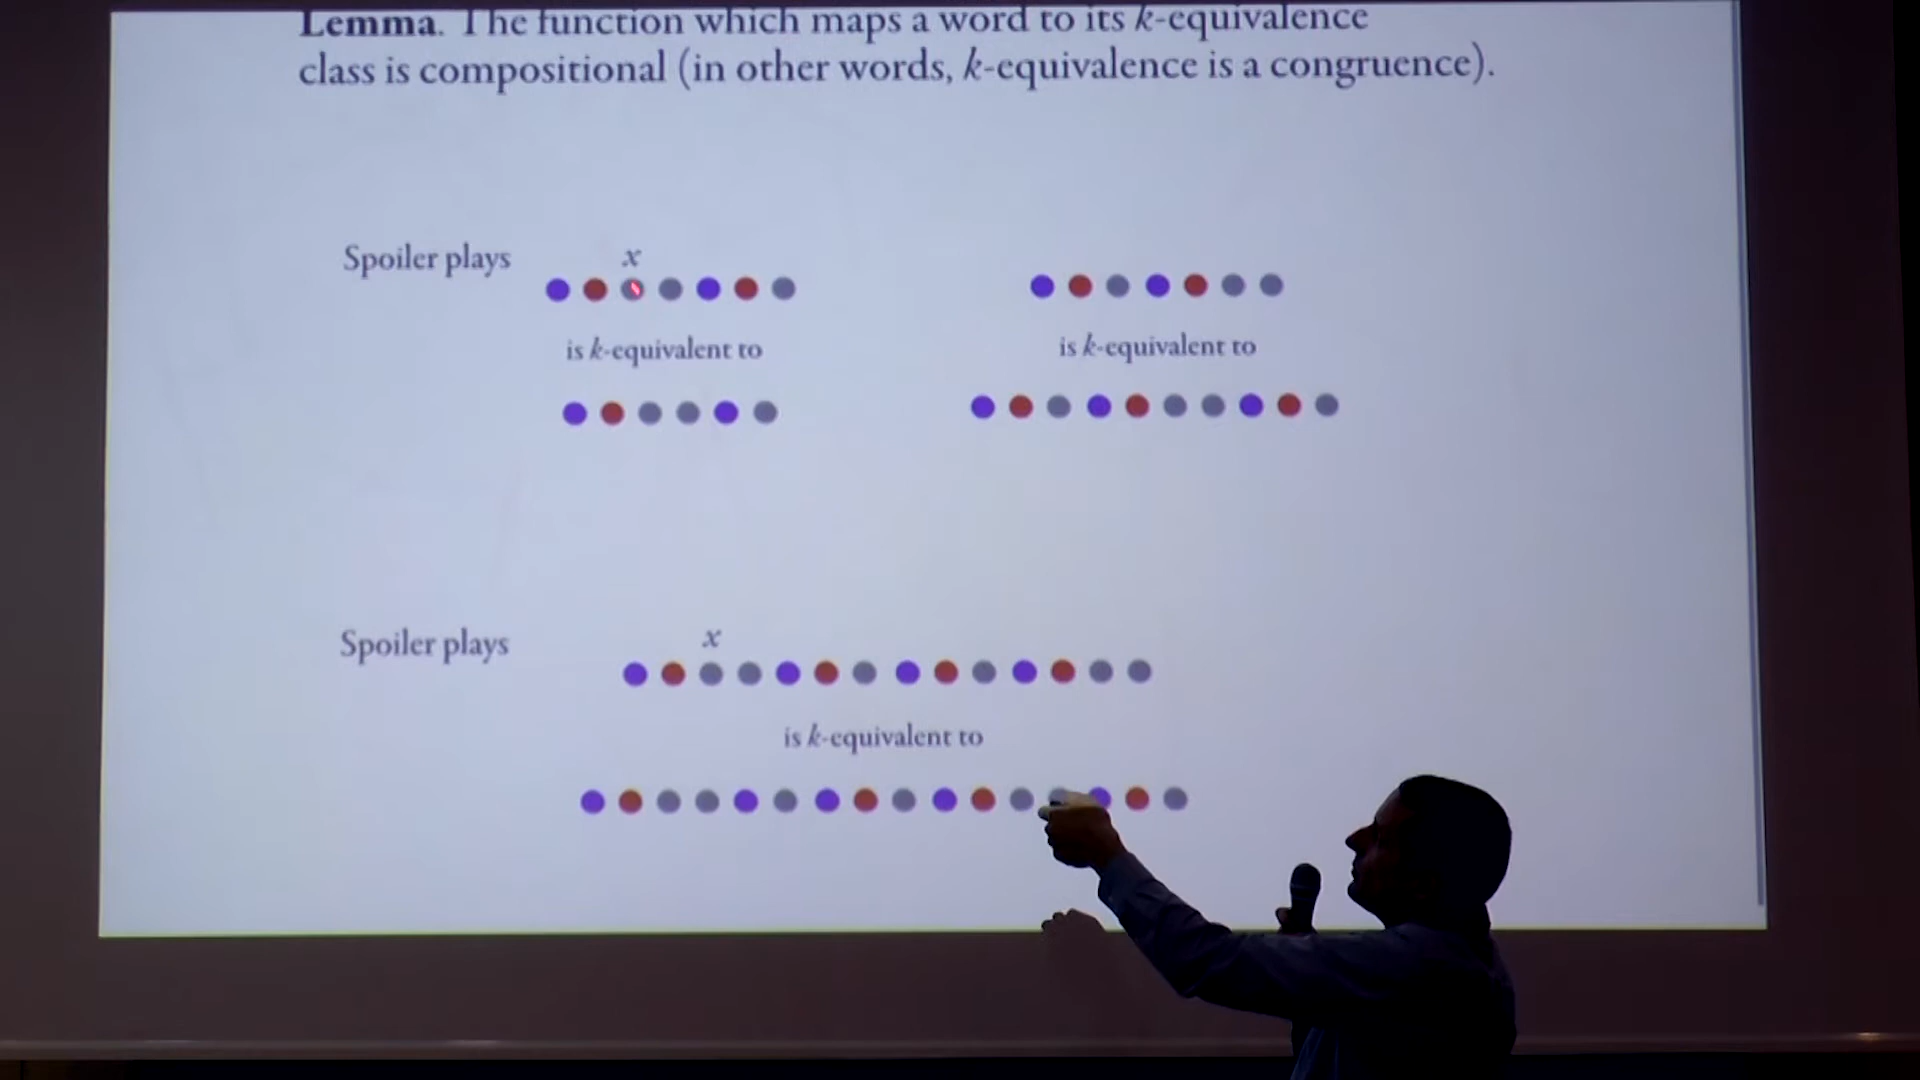 Lemma. The function which maps a word to its k-equivalence
class is compositional (in other words, k-equivalence is a congruence).
Spoiler plays
x
is k-equivalent to
is k-equivalent to
Spoiler plays
x
is k-equivalent to